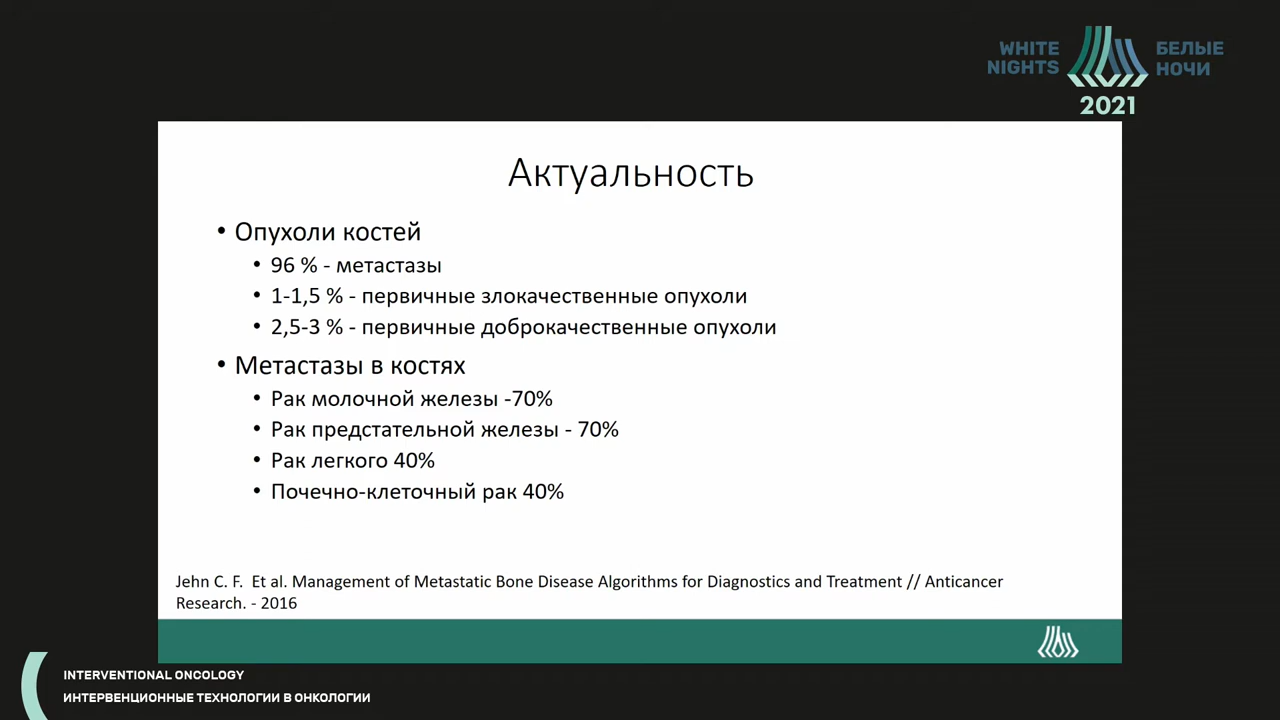 WHITE NIGHTS
БЕЛЫЕ НОЧИ
2021
Актуальность
• Опухоли костей
• 96 % - метастазы
• 1-1,5 % - первичные злокачественные опухоли
• 2,5-3 % - первичные доброкачественные опухоли
• Метастазы в костях
• Рак молочной железы -70%
• Рак предстательной железы - 70%
• Рак легкого 40%
• Почечно-клеточный рак 40%
Jehn C. F. Et al. Management of Metastatic Bone Disease Algorithms for Diagnostics and Treatment // Anticancer
Research. - 2016
INTERVENTIONAL ONCOLOGY
ИНТЕРВЕНЦИОННЫЕ ТЕХНОЛОГИИ В ОНКОЛОГИИ